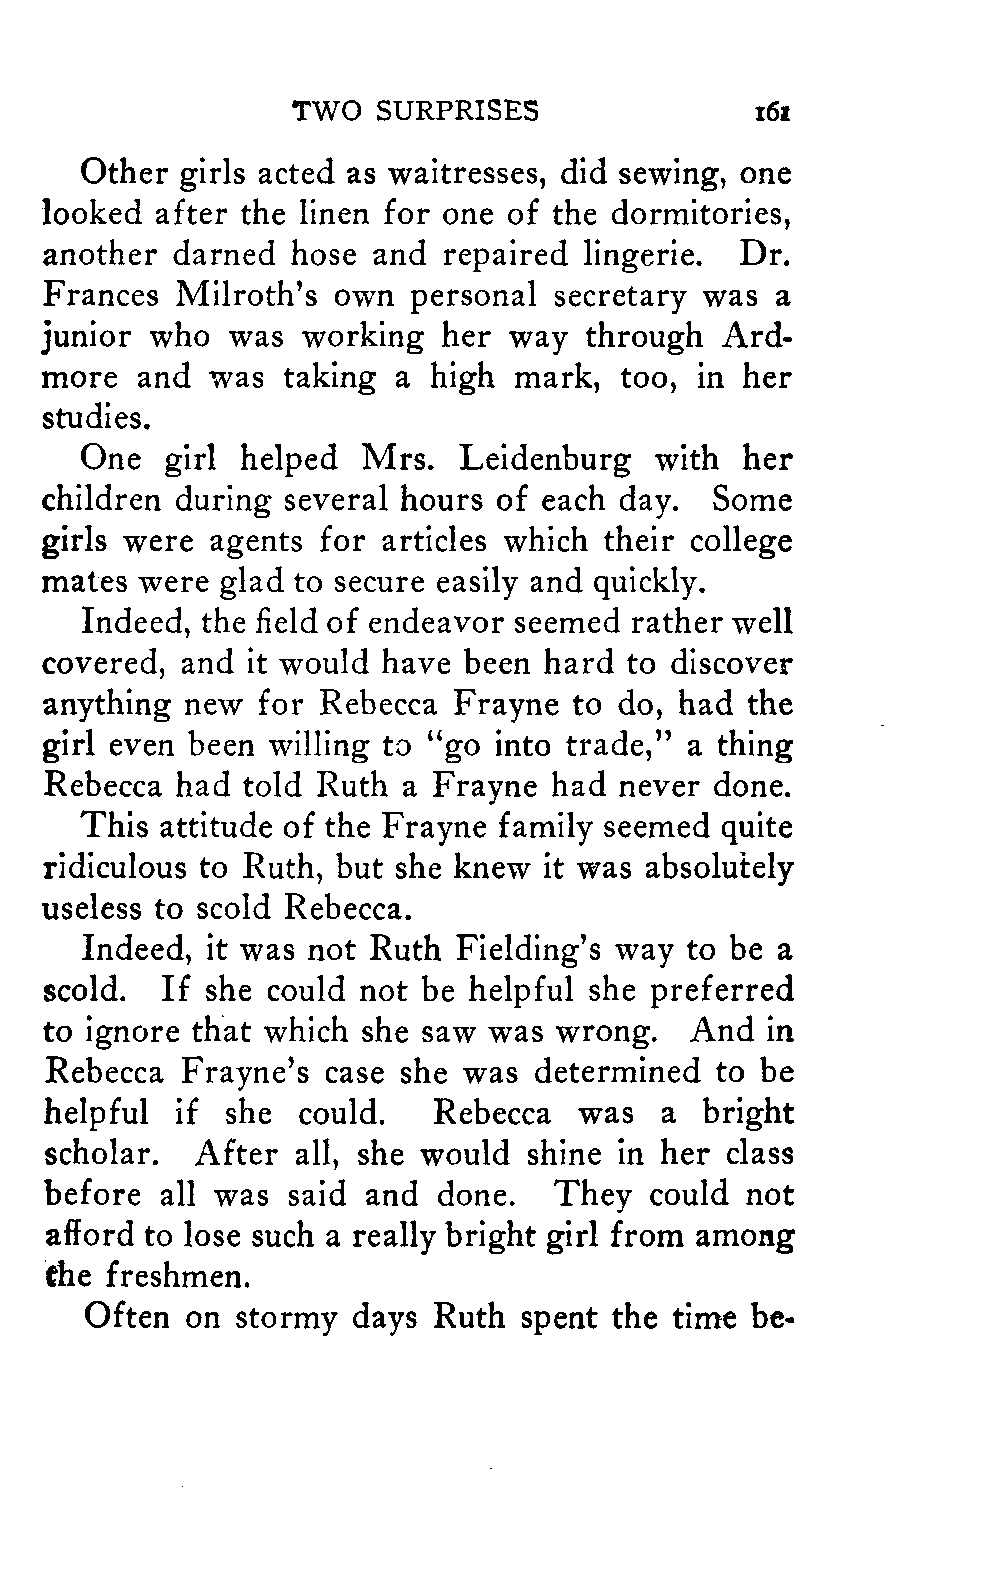 TWO SURPRISES 161
Other girls acted as waitresses, did sewing, one
looked after the linen for one of the dormitories,
another darned hose and repaired lingerie. Dr.
Frances Milroth's own personal secretary was a
junior who was working her way through Ard-
more and was taking a high mark, too, in her
studies.
One girl helped Mrs. Leidenburg with her
children during several hours of each day. Some
girls were agents for articles which their college
mates were glad to secure easily and quickly.
Indeed, the field of endeavor seemed rather well
covered, and it would have been hard to discover
anything new for Rebecca Frayne to do, had the
girl even been willing to “go into trade,” a thing
Rebecca had told Ruth a Frayne had never done.
This attitude of the Frayne family seemed quite
ridiculous to Ruth, but she knew it was absolutely
useless to scold Rebecca.
Indeed, it was not Ruth Fielding's way to be a
scold. If she could not be helpful she preferred
to ignore that which she saw was wrong. And in
Rebecca Frayne's case she was determined to be
helpful if she could. Rebecca was a bright
scholar. After all, she would shine in her class
before all was said and done. They could not
afford to lose such a really bright girl from among
the freshmen.
Often on stormy days Ruth spent the time be-